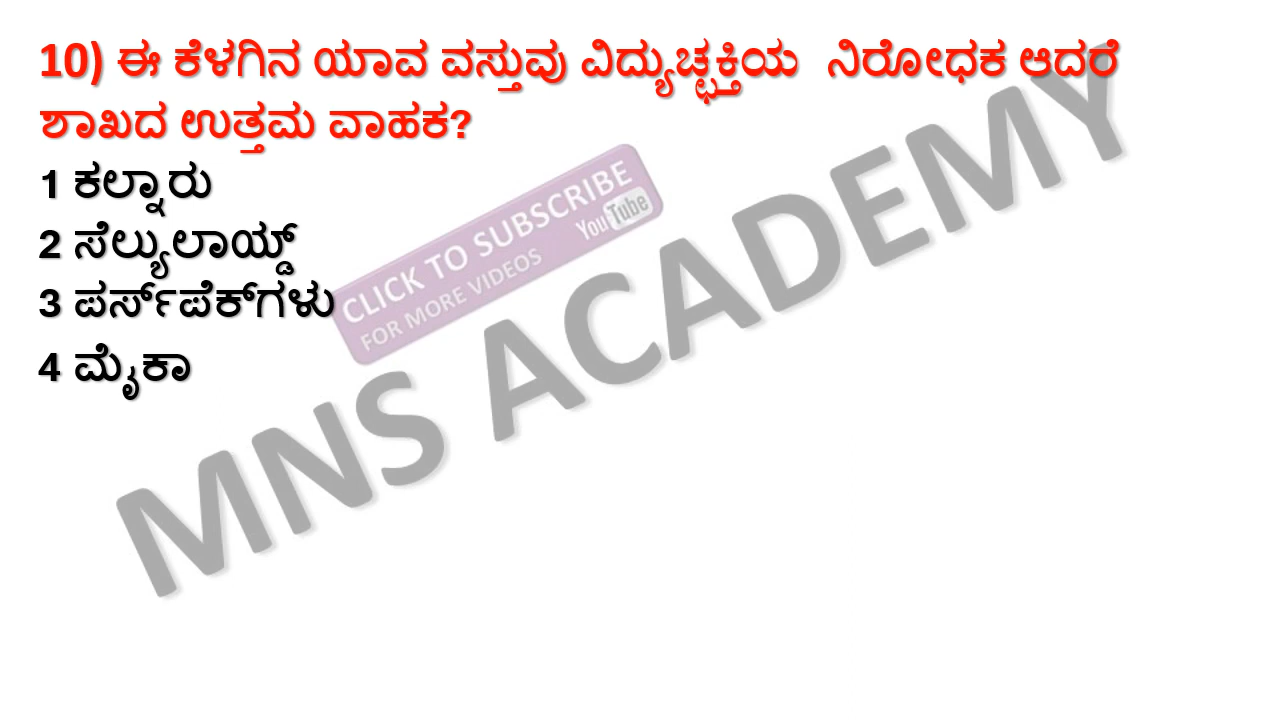 10) ಈ ಕೆಳಗಿನ ಯಾವ ವಸ್ತುವು ವಿದ್ಯುಚ್ಛಕ್ತಿಯ ನಿರೋಧಕ ಆದರೆ
ಶಾಖದ ಉತ್ತಮ ವಾಹಕ?
1 ಕಲ್ನಾರು
2 ಸೆಲ್ಯುಲಾಯ್ಡ್
3 ಪರ್ಸ್‌ಪೆಕ್‌ಗಳು
4 ಮೈಕಾ
CLICK TO SUBSCRIBE
FOR MORE VIDEOS YouTube
MNS ACADEMY